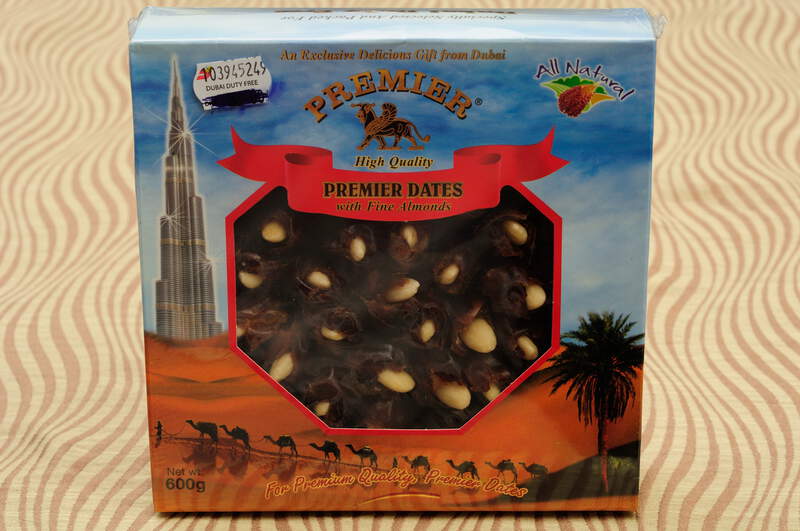 Specially Selected And Packed For
An Exclusive Delicious Gift from Dubai
103945249
DUBAI DUTY FREE
PREMIER®
All Natural
High Quality
PREMIER DATES
with Fine Almonds
Net wt.
600g
For Premium Quality, Premier Dates